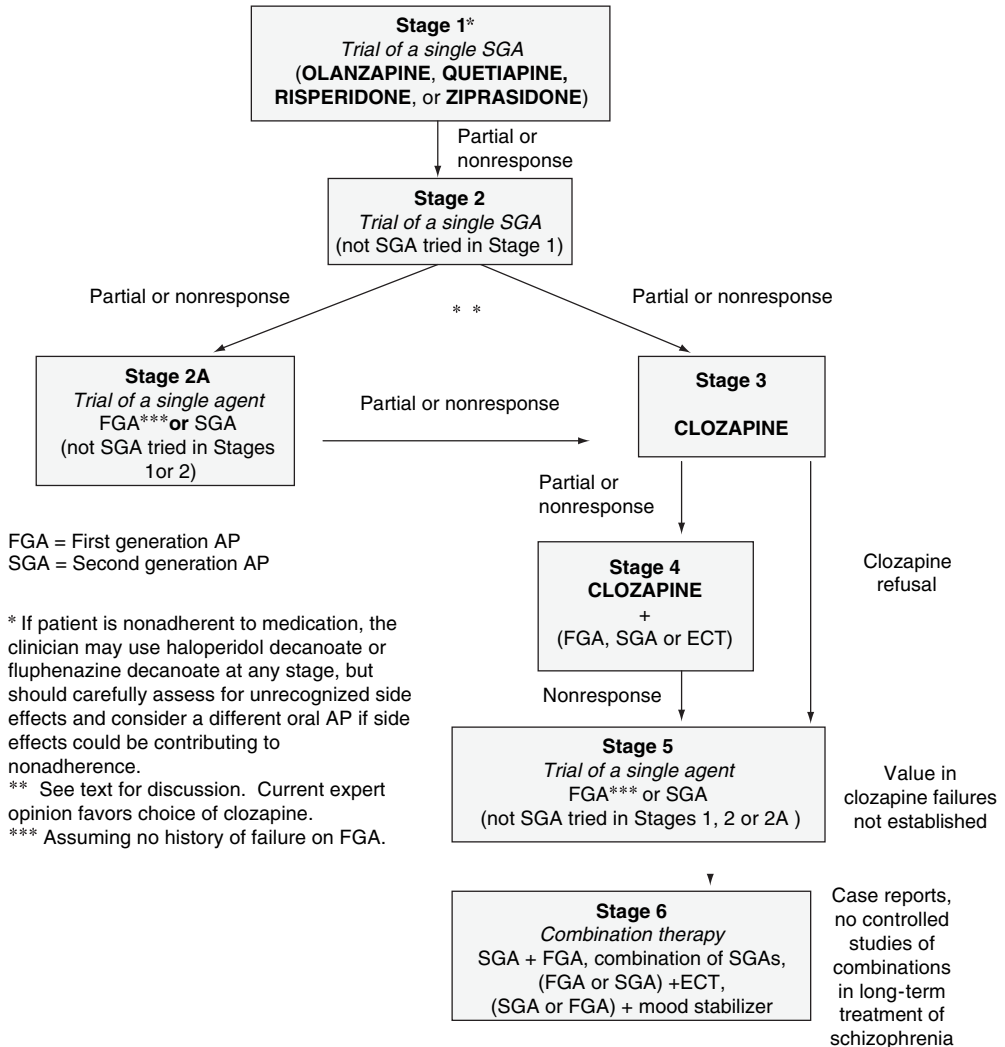 Stage 1*
Trial of a single SGA
(OLANZAPINE, QUETIAPINE,
RISPERIDONE, or ZIPRASIDONE)
Partial or
nonresponse
Stage 2
Trial of a single SGA
(not SGA tried in Stage 1)
Partial or nonresponse
* *
Partial or nonresponse
Stage 2A
Trial of a single agent
FGA***or SGA
(not SGA tried in Stages
1or 2)
Partial or nonresponse
Stage 3
CLOZAPINE
Partial or
nonresponse
Clozapine
refusal
Stage 4
CLOZAPINE
+
(FGA, SGA or ECT)
Nonresponse
FGA = First generation AP
SGA = Second generation AP
* If patient is nonadherent to medication, the
clinician may use haloperidol decanoate or
fluphenazine decanoate at any stage, but
should carefully assess for unrecognized side
effects and consider a different oral AP if side
effects could be contributing to
nonadherence.
** See text for discussion. Current expert
opinion favors choice of clozapine.
*** Assuming no history of failure on FGA.
Stage 5
Trial of a single agent
FGA*** or SGA
(not SGA tried in Stages 1, 2 or 2A )
Value in
clozapine failures
not established
Stage 6
Combination therapy
SGA + FGA, combination of SGAs,
(FGA or SGA) +ECT,
(SGA or FGA) + mood stabilizer
Case reports,
no controlled
studies of
combinations
in long-term
treatment of
schizophrenia